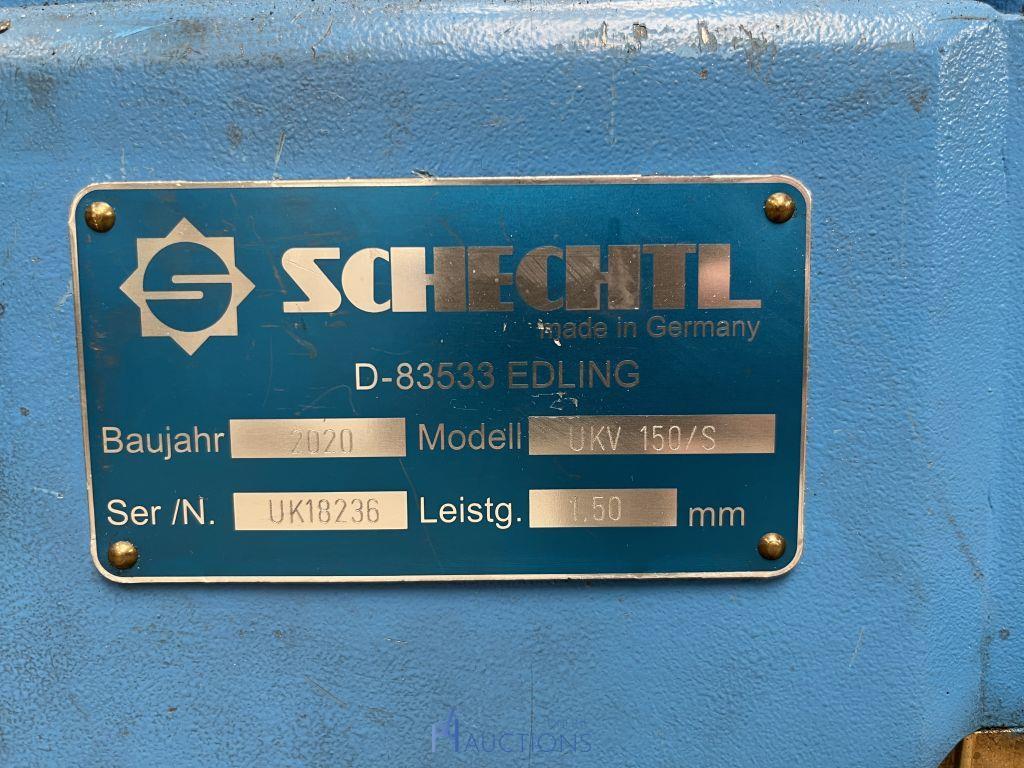 S SCHECHTL
made in Germany
D-83533 EDLING
Baujahr 2020 Modell UKV 150/S
Ser /N. UK18236 Leistg. 1,50 mm
AUCTIONS